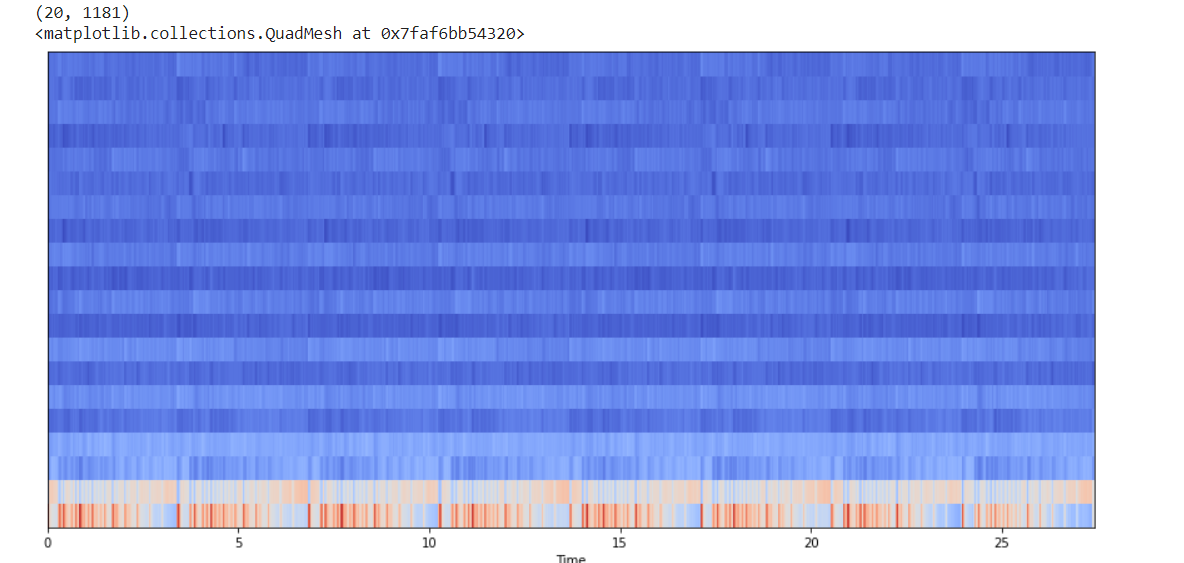 (20, 1181)
<matplotlib.collections.QuadMesh at 0x7faf6bb54320>
0 5 10 15 20 25
Time